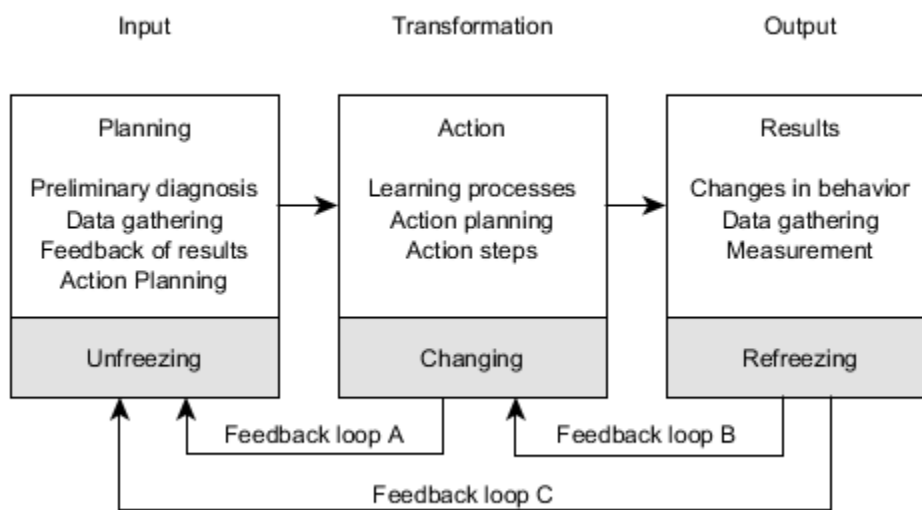 Input
Transformation
Output
Planning
Preliminary diagnosis
Data gathering
Feedback of results
Action Planning
Unfreezing
Action
Learning processes
Action planning
Action steps
Changing
Results
Changes in behavior
Data gathering
Measurement
Refreezing
Feedback loop A
Feedback loop B
Feedback loop C